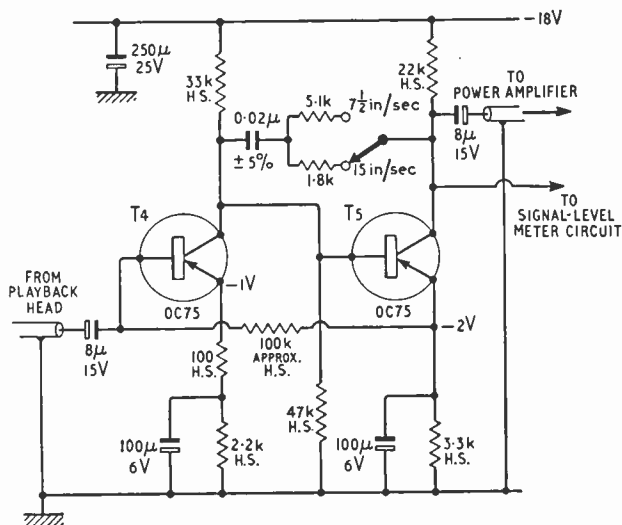 −18V
250μ
25V
33k
H.S.
22k
H.S.
TO
POWER AMPLIFIER
5·1k
7½in/sec
0·02μ
±5%
8μ
15V
1·8k
15in/sec
TO
SIGNAL-LEVEL
METER CIRCUIT
T4
T5
FROM
PLAYBACK
HEAD
−1V
OC75
OC75
−2V
8μ
15V
100
H.S.
100k
APPROX.
H.S.
47k
H.S.
100μ
6V
2·2k
H.S.
100μ
6V
3·3k
H.S.